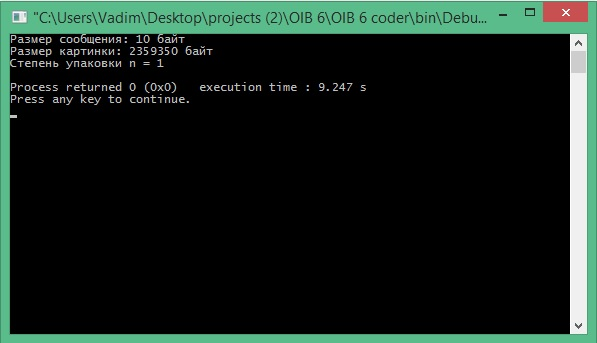 "C:\Users\Vadim\Desktop\projects (2)\OIB 6\OIB 6 coder\bin\Debu...
Размер сообщения: 10 байт
Размер картинки: 2359350 байт
Степень упаковки n = 1
Process returned 0 (0x0)   execution time : 9.247 s
Press any key to continue.